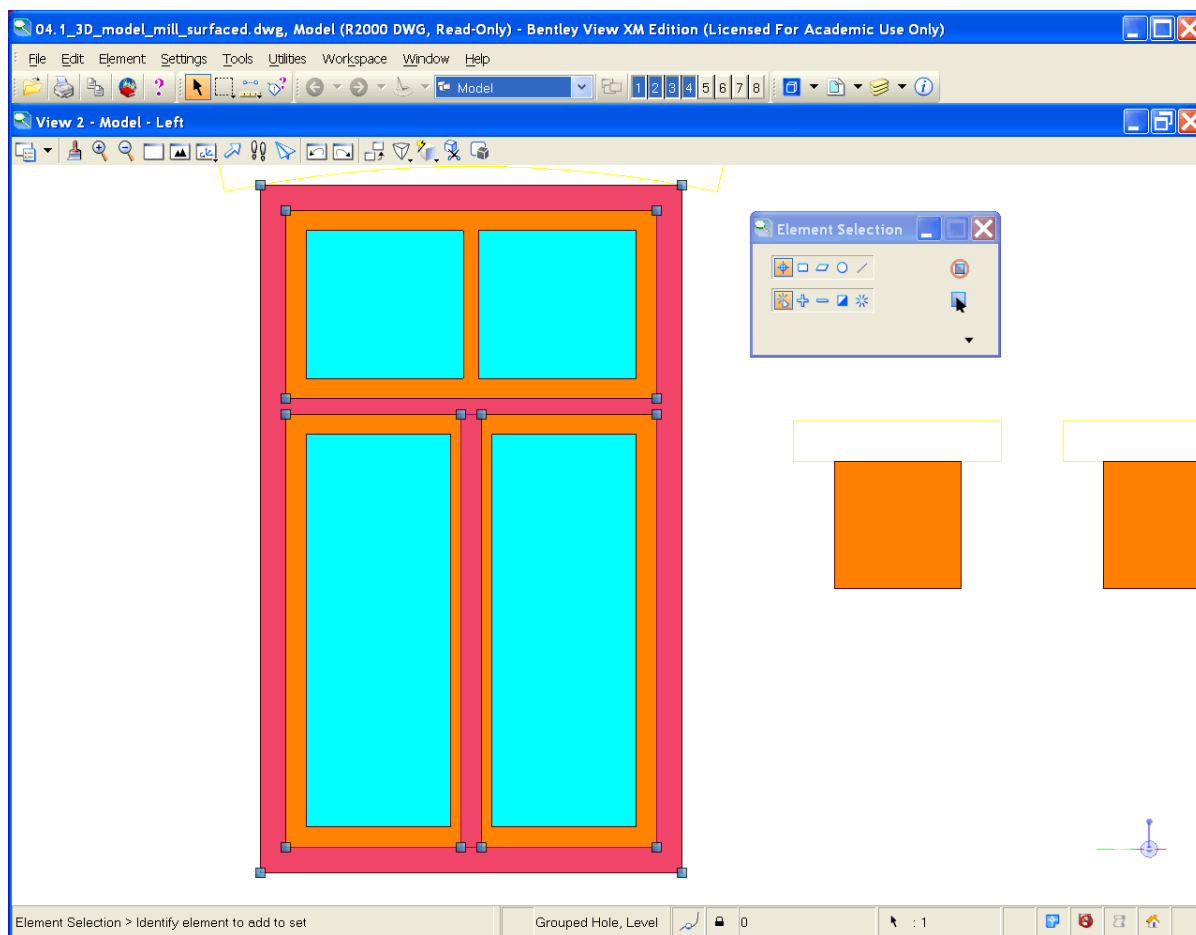 04.1_3D_model_mill_surfaced.dwg, Model (R2000 DWG, Read-Only) - Bentley View XM Edition (Licensed For Academic Use Only)
File Edit Element Settings Tools Utilities Workspace Window Help
Model 1 2 3 4 5 6 7 8
View 2 - Model - Left
Element Selection
Element Selection > Identify element to add to set Grouped Hole, Level 0 : 1